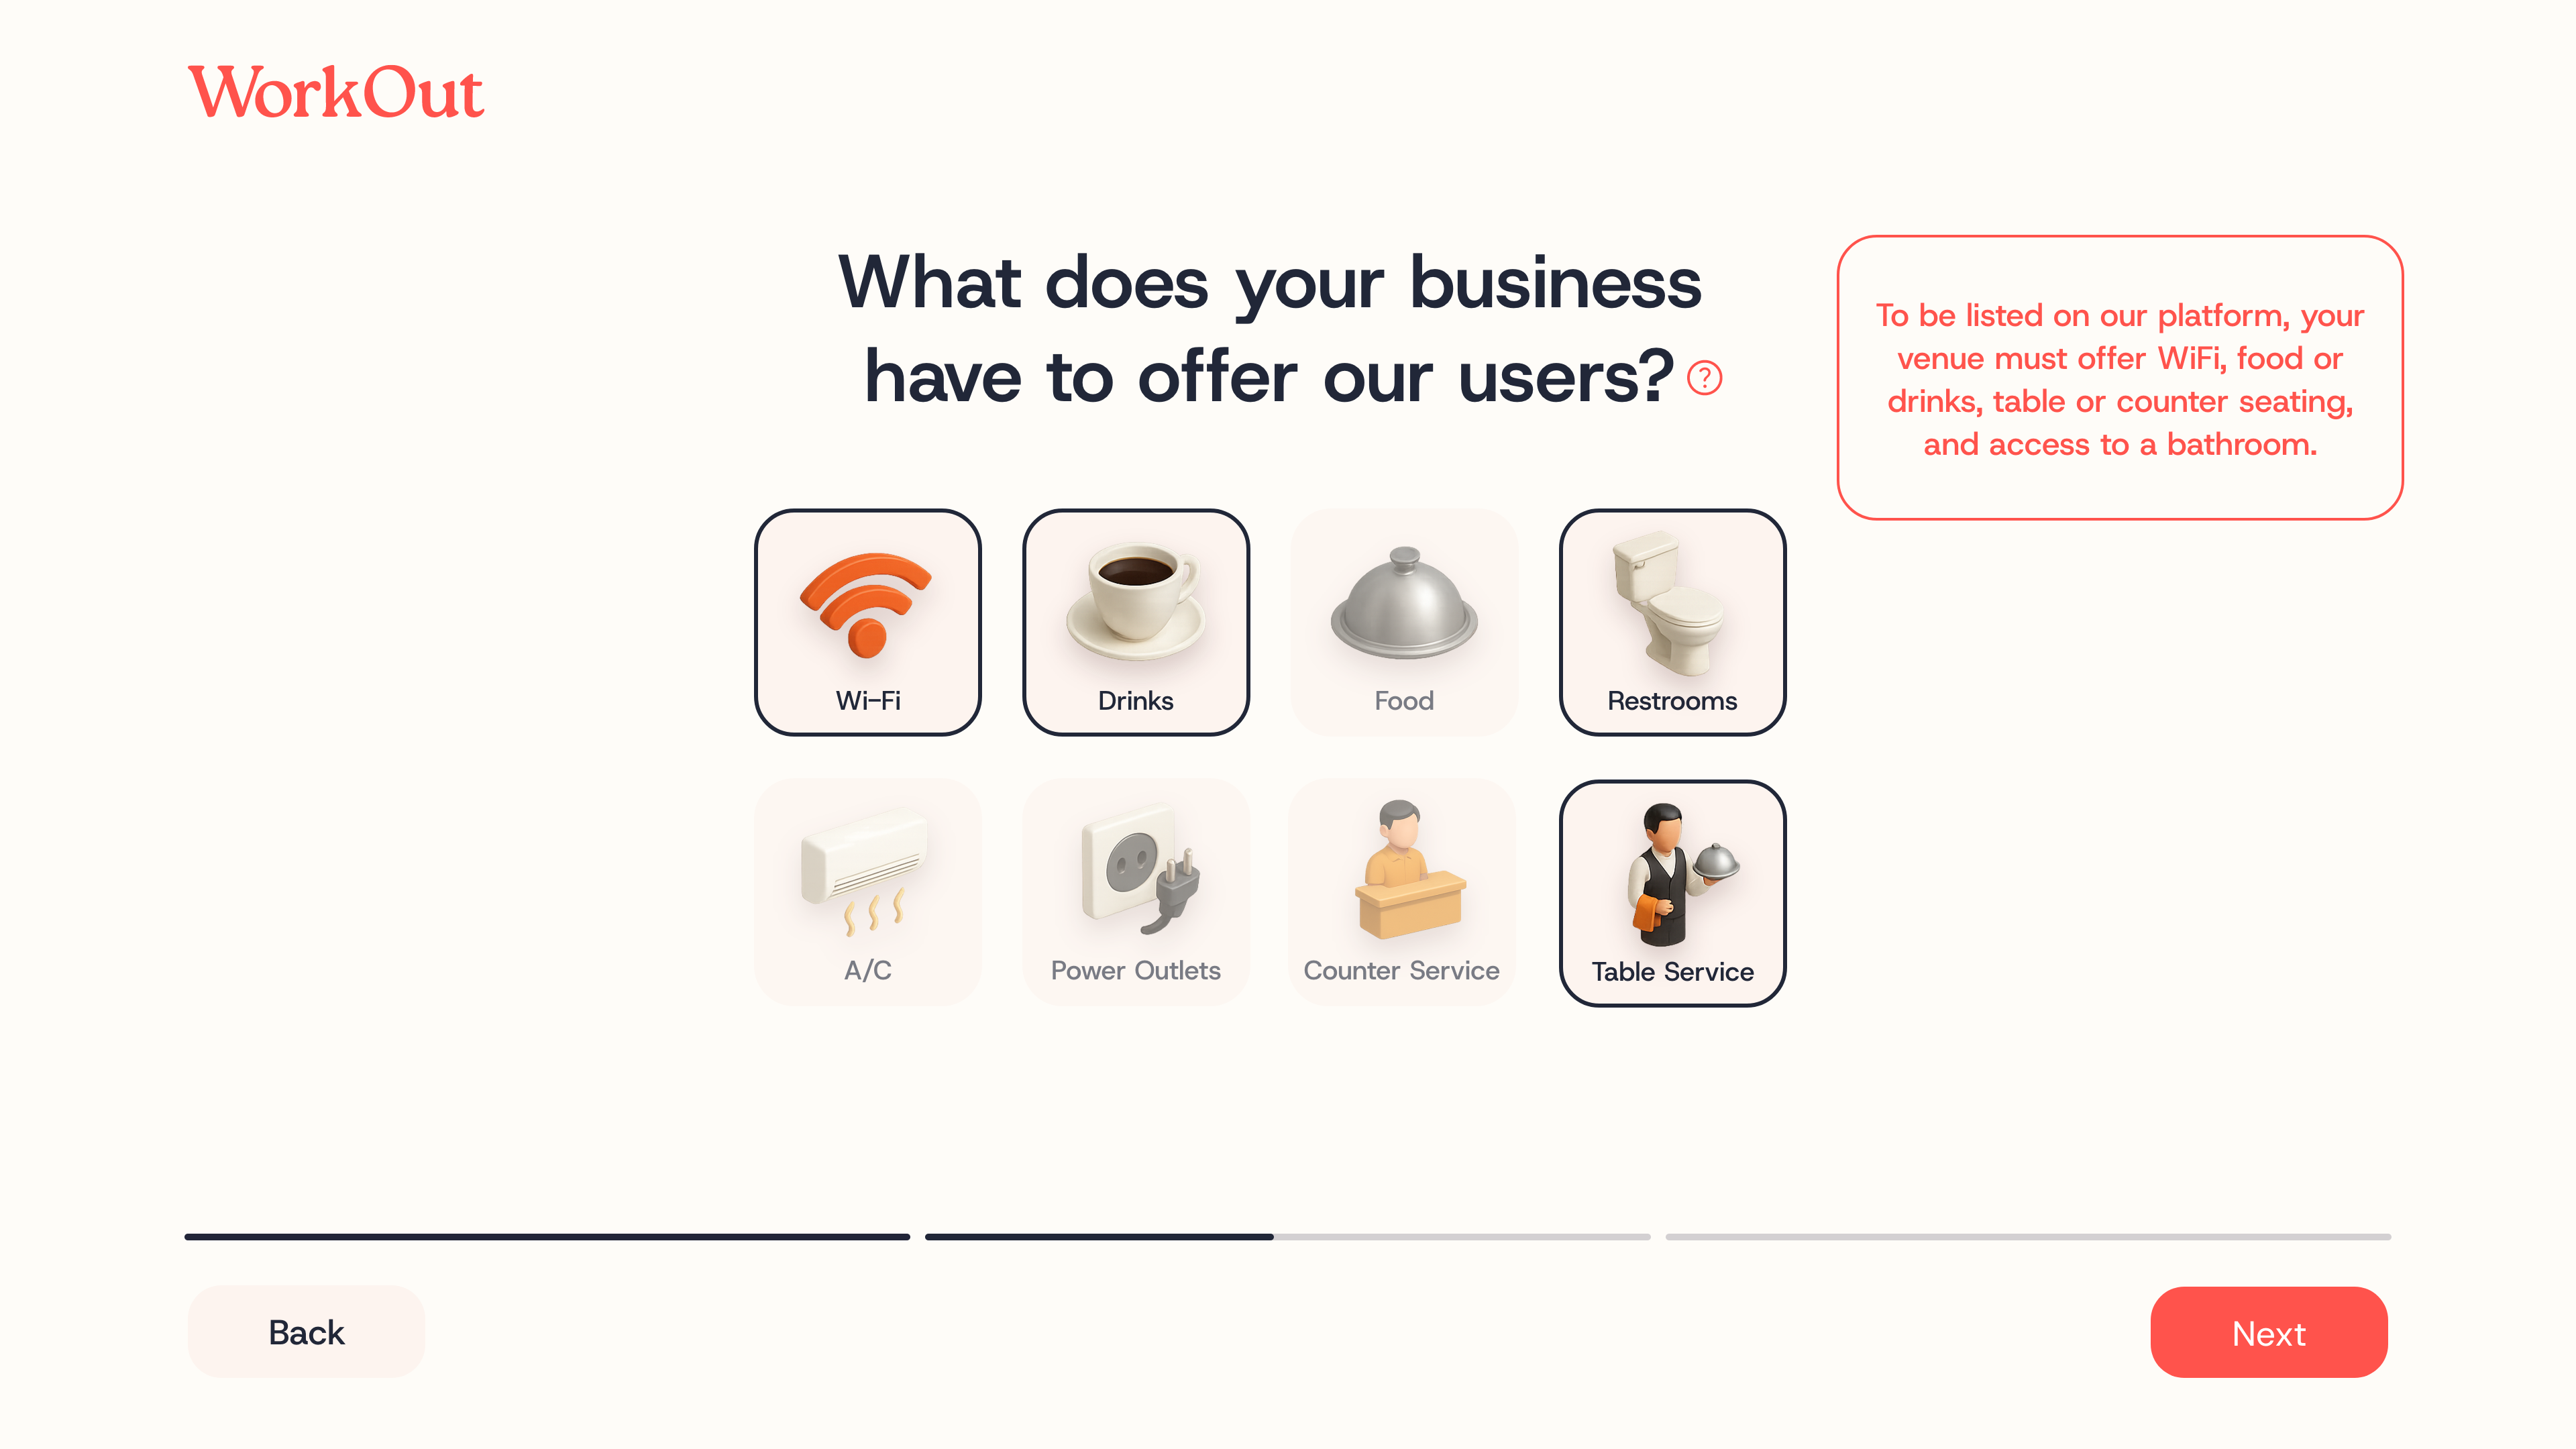 WorkOut
What does your business
have to offer our users?
To be listed on our platform, your
venue must offer WiFi, food or
drinks, table or counter seating,
and access to a bathroom.
Wi-Fi
Drinks
Food
Restrooms
A/C
Power Outlets
Counter Service
Table Service
Back
Next